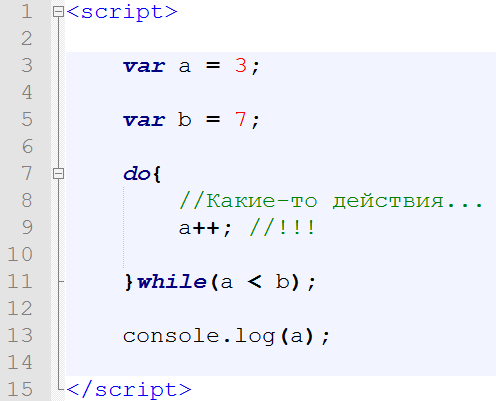 1 <script>
2
3 var a = 3;
4
5 var b = 7;
6
7 do{
8 //Какие-то действия...
9 a++; //!!!
10
11 }while(a < b);
12
13 console.log(a);
14
15 </script>